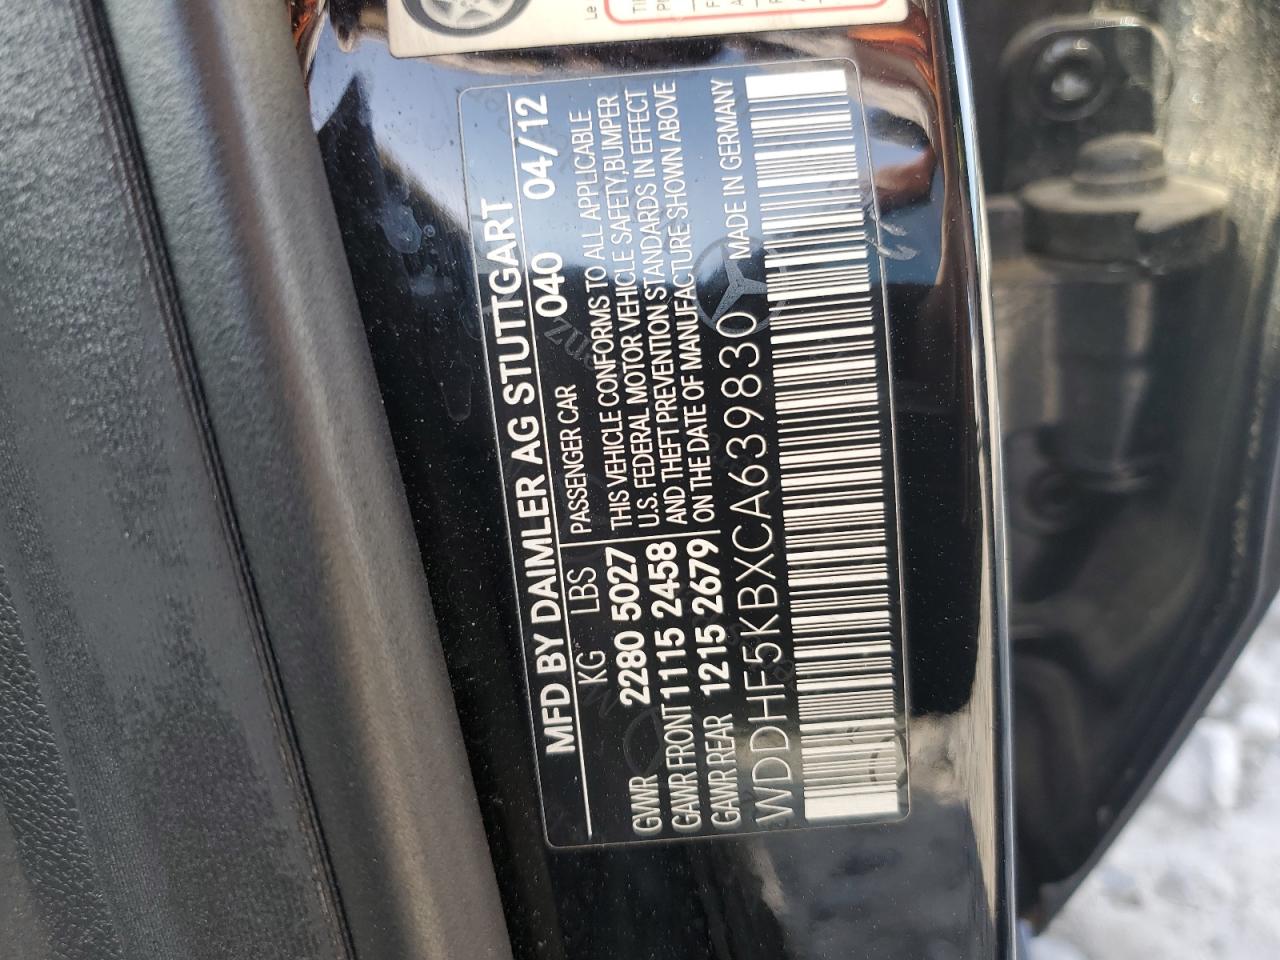 MFD BY DAIMLER AG STUTTGART
KG LBS 040 04/12
GVWR 2280 5027
GAWR FRONT 1115 2458
GAWR REAR 1215 2679
PASSENGER CAR
THIS VEHICLE CONFORMS TO ALL APPLICABLE
U.S. FEDERAL MOTOR VEHICLE SAFETY,BUMPER
AND THEFT PREVENTION STANDARDS IN EFFECT
ON THE DATE OF MANUFACTURE SHOWN ABOVE
WDDHF5KBXCA639830 MADE IN GERMANY